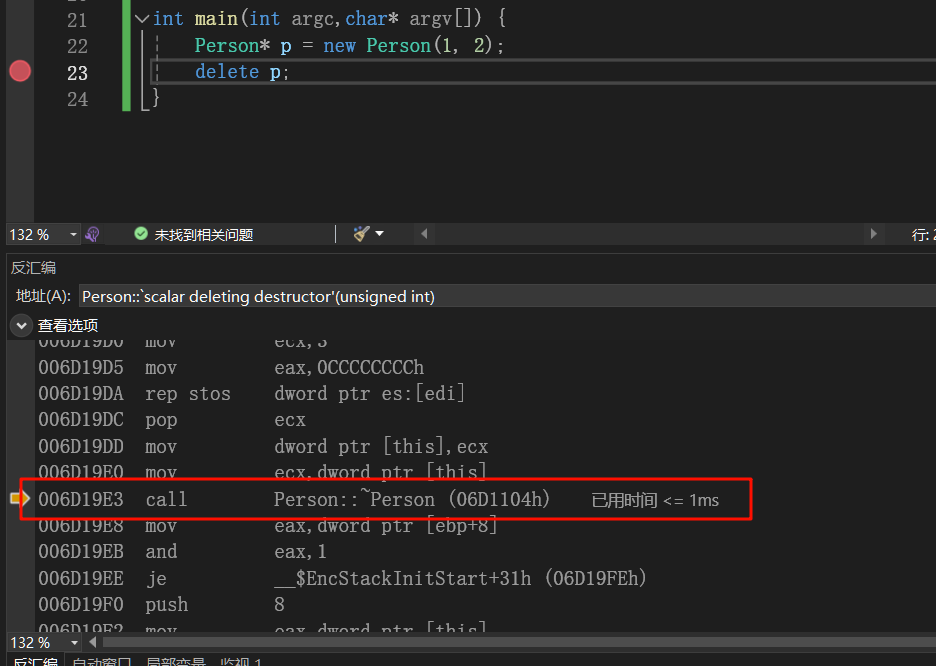 21 int main(int argc,char* argv[]) {
22 Person* p = new Person(1, 2);
23 delete p;
24 }
132 % 未找到相关问题 行:
反汇编
地址(A): Person::`scalar deleting destructor'(unsigned int)
查看选项
006D19D0 mov ecx,3
006D19D5 mov eax,0CCCCCCCCh
006D19DA rep stos dword ptr es:[edi]
006D19DC pop ecx
006D19DD mov dword ptr [this],ecx
006D19E0 mov ecx,dword ptr [this]
006D19E3 call Person::~Person (06D1104h) 已用时间 <= 1ms
006D19E8 mov eax,dword ptr [ebp+8]
006D19EB and eax,1
006D19EE je __$EncStackInitStart+31h (06D19FEh)
006D19F0 push 8
006D19F2 mov eax,dword ptr [this]
132 %
反汇编 自动窗口 局部变量 监视 1